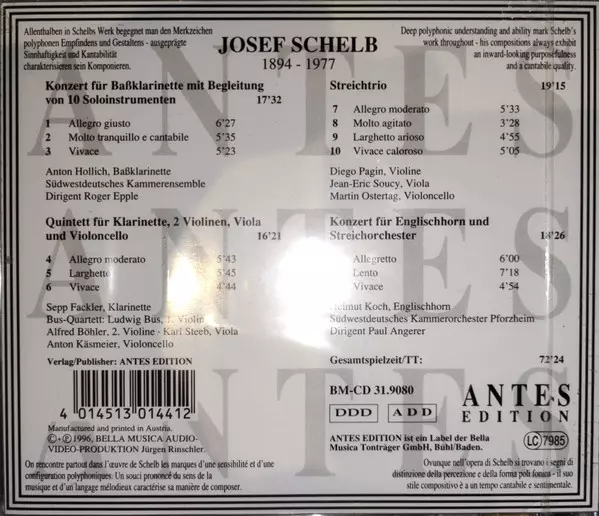 Allenthalben in Schelbs Werk begegnet man den Merkzeichen
polyphonen Empfindens und Gestaltens - ausgeprägte
Sinnhaftigkeit und Kantabilität
charakterisieren sein Komponieren.
Deep polyphonic understanding and ability mark Schelb's
work throughout - his compositions always exhibit
an inward-looking purposefulness
and a cantabile quality.
JOSEF SCHELB
1894 - 1977
Konzert für Baßklarinette mit Begleitung
von 10 Soloinstrumenten 17'32
1 Allegro giusto 6'27
2 Molto tranquillo e cantabile 5'35
3 Vivace 5'23
Anton Hollich, Baßklarinette
Südwestdeutsches Kammerensemble
Dirigent Roger Epple
Quintett für Klarinette, 2 Violinen, Viola
und Violoncello 16'21
4 Allegro moderato 5'43
5 Larghetto 5'45
6 Vivace 4'44
Sepp Fackler, Klarinette
Bus-Quartett: Ludwig Bus, 1. Violine
Alfred Böhler, 2. Violine - Karl Steeb, Viola
Anton Käsmeier, Violoncello
Streichtrio 19'15
7 Allegro moderato 5'33
8 Molto agitato 3'28
9 Larghetto arioso 4'55
10 Vivace caloroso 5'05
Diego Pagin, Violine
Jean-Eric Soucy, Viola
Martin Ostertag, Violoncello
Konzert für Englischhorn und
Streichorchester 18'26
Allegretto 6'00
Lento 7'18
Vivace 4'54
Helmut Koch, Englischhorn
Südwestdeutsches Kammerorchester Pforzheim
Dirigent Paul Angerer
Verlag/Publisher: ANTES EDITION
Gesamtspielzeit/TT: 72'24
4 014513 014412
BM-CD 31.9080
DDD ADD
ANTES
EDITION
Manufactured and printed in Austria.
©+℗ 1996, BELLA MUSICA AUDIO-
VIDEO-PRODUKTION Jürgen Rinschler.
ANTES EDITION ist ein Label der Bella
Musica Tonträger GmbH, Bühl/Baden.
LC 7985
On rencontre partout dans l'œuvre de Schelb les marques d'une sensibilité et d'une
configuration polyphoniques. Un souci prononcé du sens de la
musique et d'un langage mélodieux caractérise sa manière de composer.
Ovunque nell'opera di Schelb si trovano i segni di
distinzione della percezione e della forma polifonica - il suo
stile compositivo è a un tempo cantabile e sentimentale.
ANTES
ANTES
ANTES